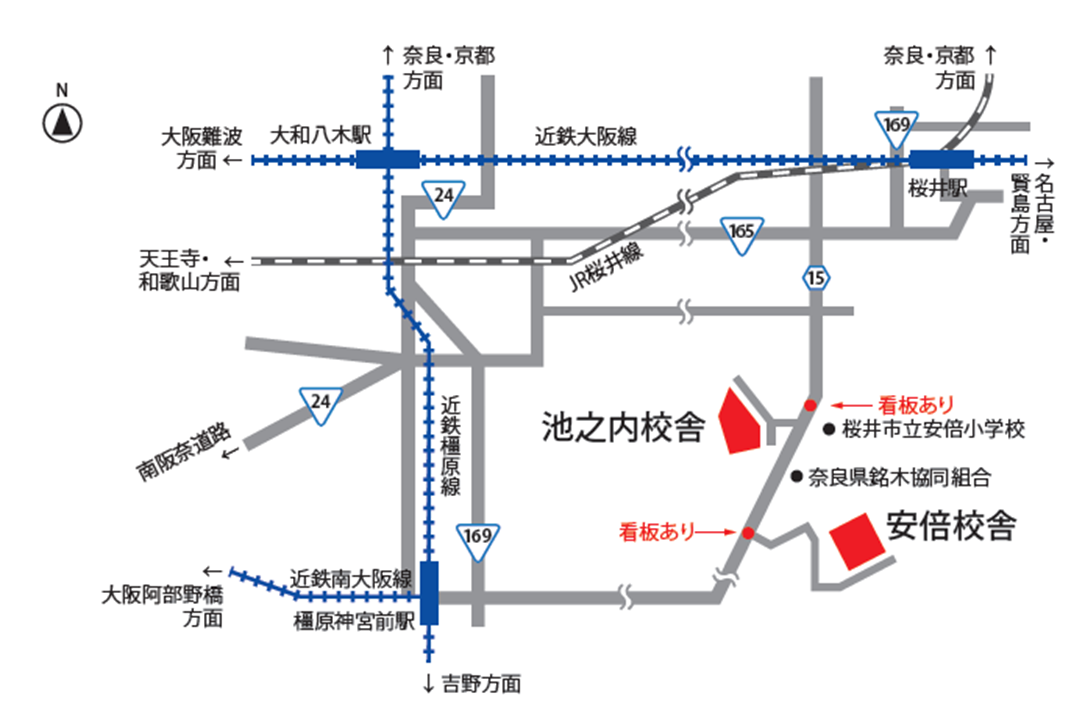 ↑ 奈良・京都
方面
奈良・京都 ↑
方面
N
大阪難波
方面 ←
大和八木駅
近鉄大阪線
169
桜井駅
→名古屋・
賢島方面
24
165
天王寺・ ←
和歌山方面
JR桜井線
15
24
南阪奈道路
←
近鉄橿原線
池之内校舎
← 看板あり
● 桜井市立安倍小学校
● 奈良県銘木協同組合
安倍校舎
看板あり→
169
←
大阪阿部野橋
方面
近鉄南大阪線
橿原神宮前駅
↓ 吉野方面